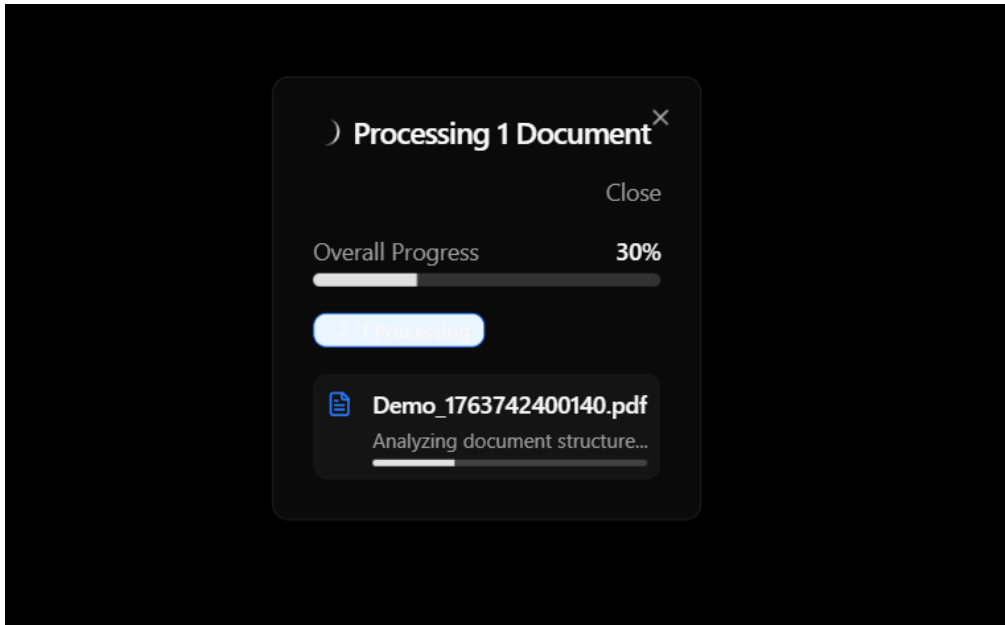 Processing 1 Document
Close
Overall Progress 30%
1 Processing
Demo_1763742400140.pdf
Analyzing document structure...